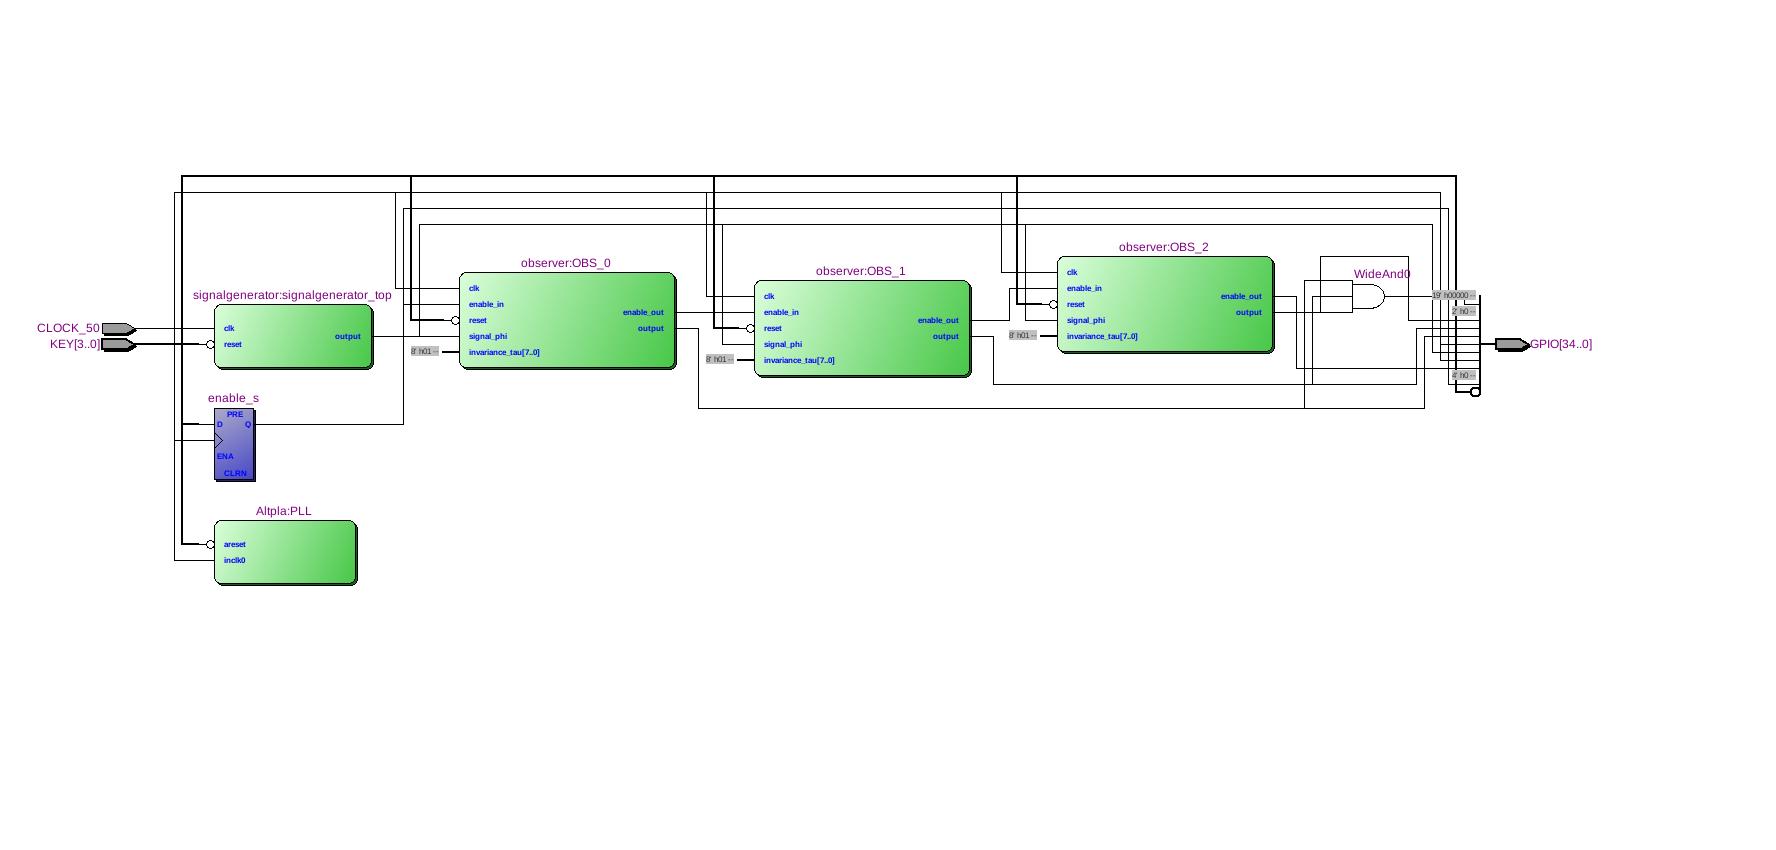 CLOCK_50
KEY[3..0]
signalgenerator:signalgenerator_top
clk
reset
output
enable_s
PRE
D
Q
ENA
CLRN
Altpla:PLL
areset
inclk0
observer:OBS_0
clk
enable_in
reset
signal_phi
8' h01 --
invariance_tau[7..0]
enable_out
output
observer:OBS_1
clk
enable_in
reset
signal_phi
8' h01 --
invariance_tau[7..0]
enable_out
output
observer:OBS_2
clk
enable_in
reset
signal_phi
8' h01 --
invariance_tau[7..0]
enable_out
output
WideAnd0
19' h00000 --
2' h0 --
4' h0 --
GPIO[34..0]